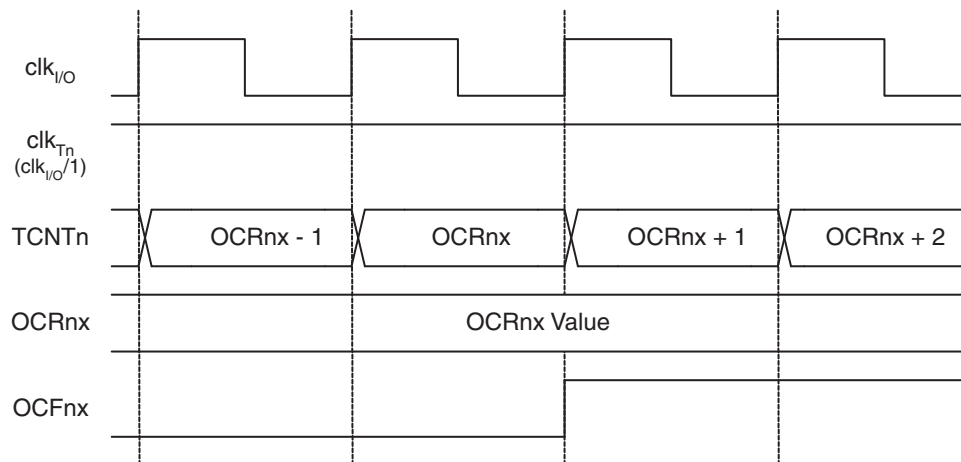 clkI/O
clkTn
(clkI/O/1)
TCNTn OCRnx - 1 OCRnx OCRnx + 1 OCRnx + 2
OCRnx OCRnx Value
OCFnx